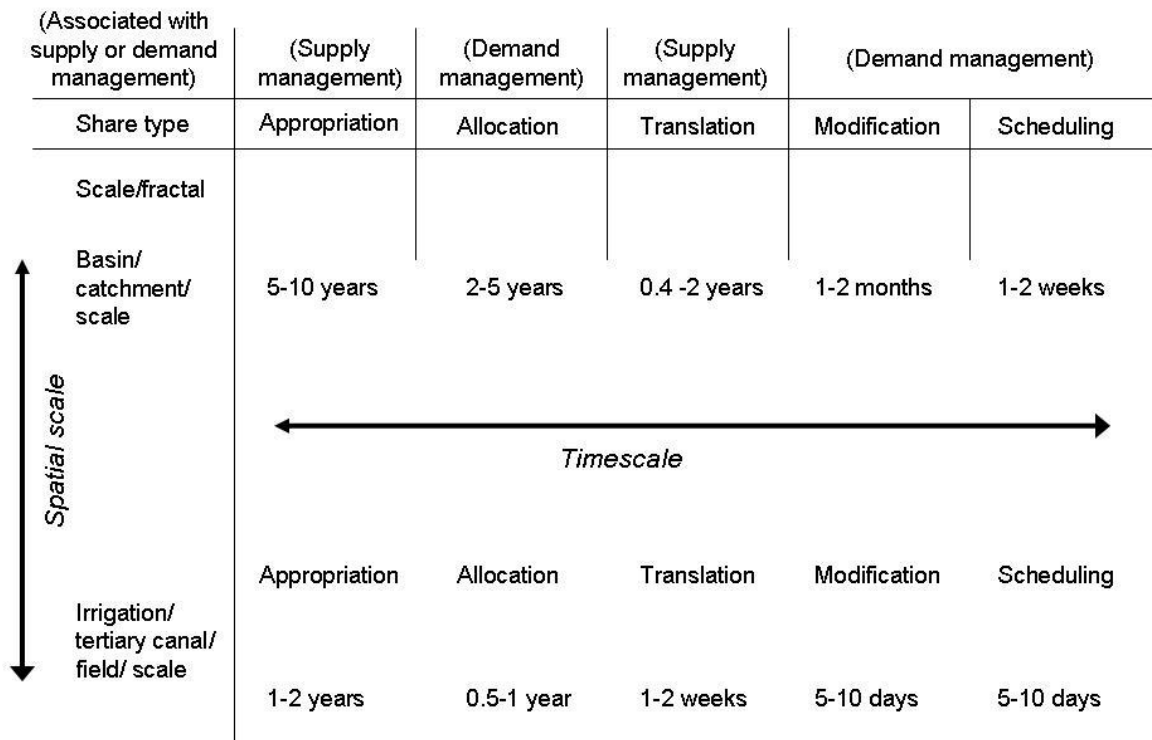 (Associated with
supply or demand
management)
(Supply
management)
(Demand
management)
(Supply
management)
(Demand management)
Share type
Appropriation
Allocation
Translation
Modification
Scheduling
Scale/fractal
Basin/
catchment/
scale
5-10 years
2-5 years
0.4 -2 years
1-2 months
1-2 weeks
Spatial scale
Timescale
Appropriation
Allocation
Translation
Modification
Scheduling
Irrigation/
tertiary canal/
field/ scale
1-2 years
0.5-1 year
1-2 weeks
5-10 days
5-10 days